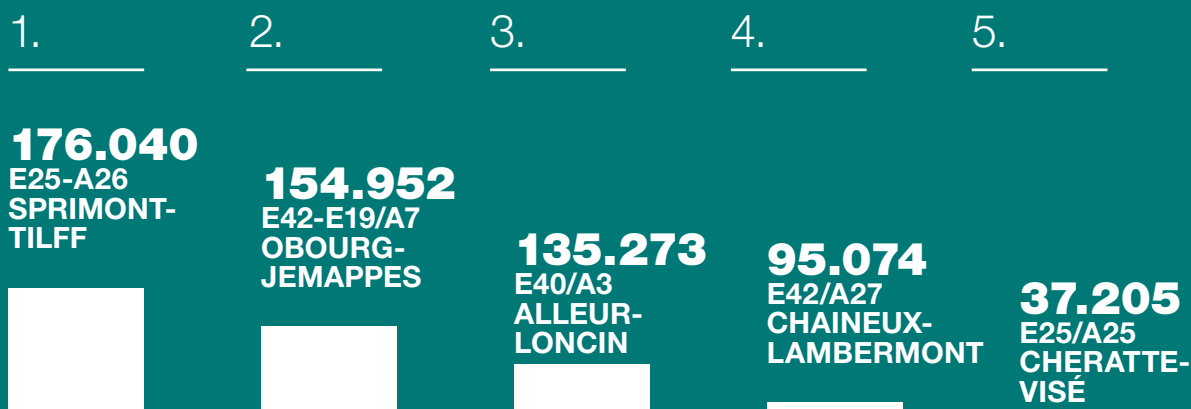 1.
176.040
E25-A26
SPRIMONT-
TILFF
2.
154.952
E42-E19/A7
OBOURG-
JEMAPPES
3.
135.273
E40/A3
ALLEUR-
LONCIN
4.
95.074
E42/A27
CHAINEUX-
LAMBERMONT
5.
37.205
E25/A25
CHERATTE-
VISÉ